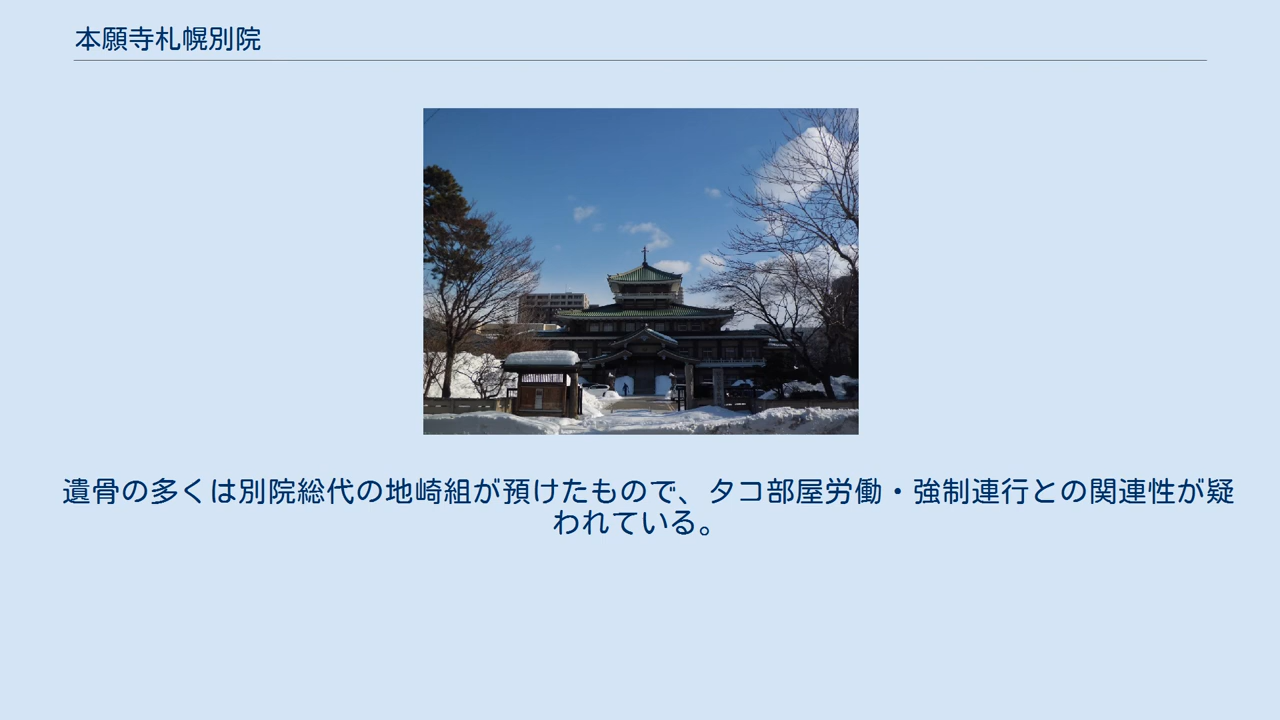 本願寺札幌別院
遺骨の多くは別院総代の地崎組が預けたもので、タコ部屋労働・強制連行との関連性が疑
われている。